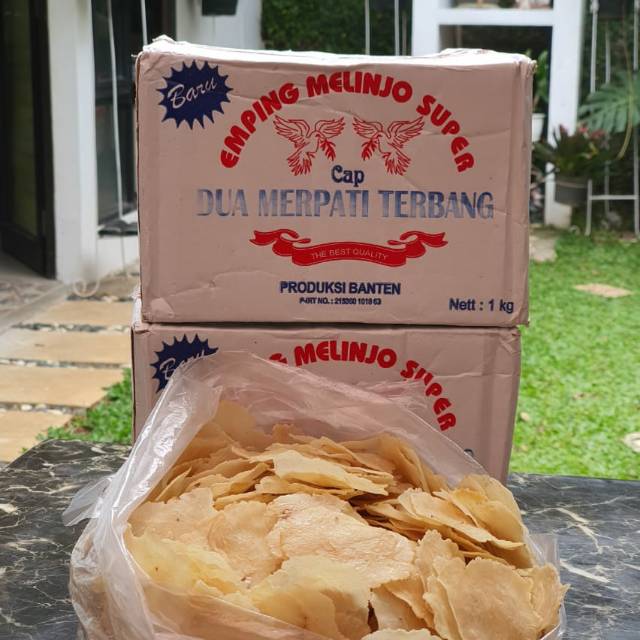 Baru
EMPING MELINJO SUPER
Cap
DUA MERPATI TERBANG
THE BEST QUALITY
PRODUKSI BANTEN
P-IRT NO. : 215360 1018 63
Nett : 1 kg
Baru
NG MELINJO SUPER